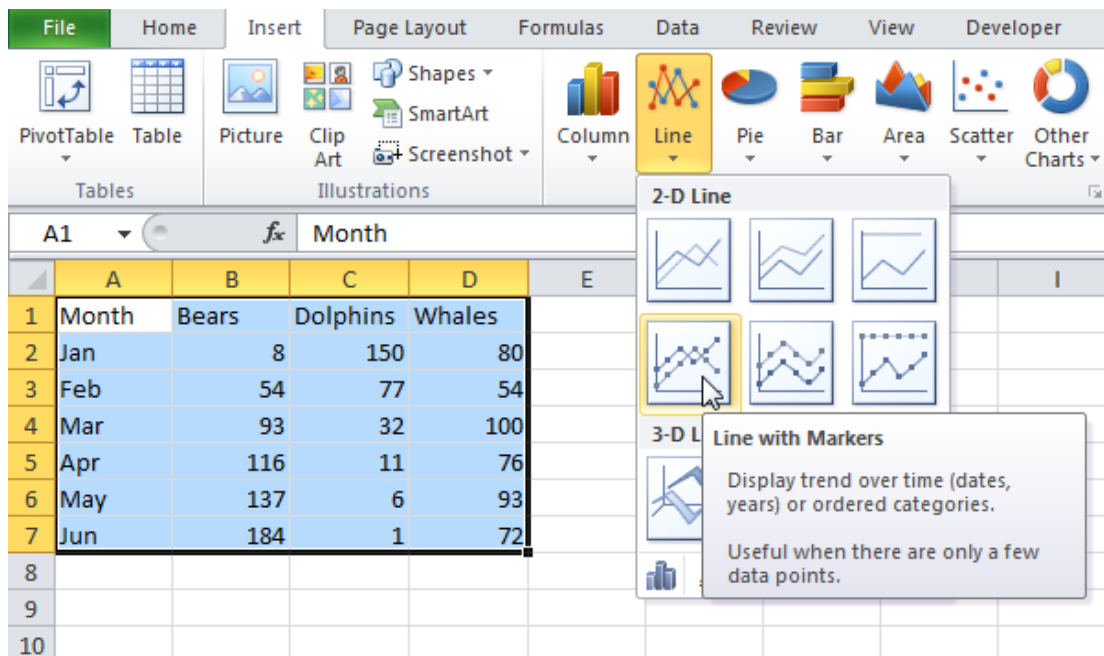 File Home Insert Page Layout Formulas Data Review View Developer
PivotTable Table Picture Clip Art Shapes SmartArt Screenshot Column Line Pie Bar Area Scatter Other Charts
Tables Illustrations
2-D Line
A1 fx Month
A B C D E I
1 Month Bears Dolphins Whales
2 Jan 8 150 80
3 Feb 54 77 54
4 Mar 93 32 100
5 Apr 116 11 76
6 May 137 6 93
7 Jun 184 1 72
8
9
10
3-D L
Line with Markers
Display trend over time (dates,
years) or ordered categories.
Useful when there are only a few
data points.